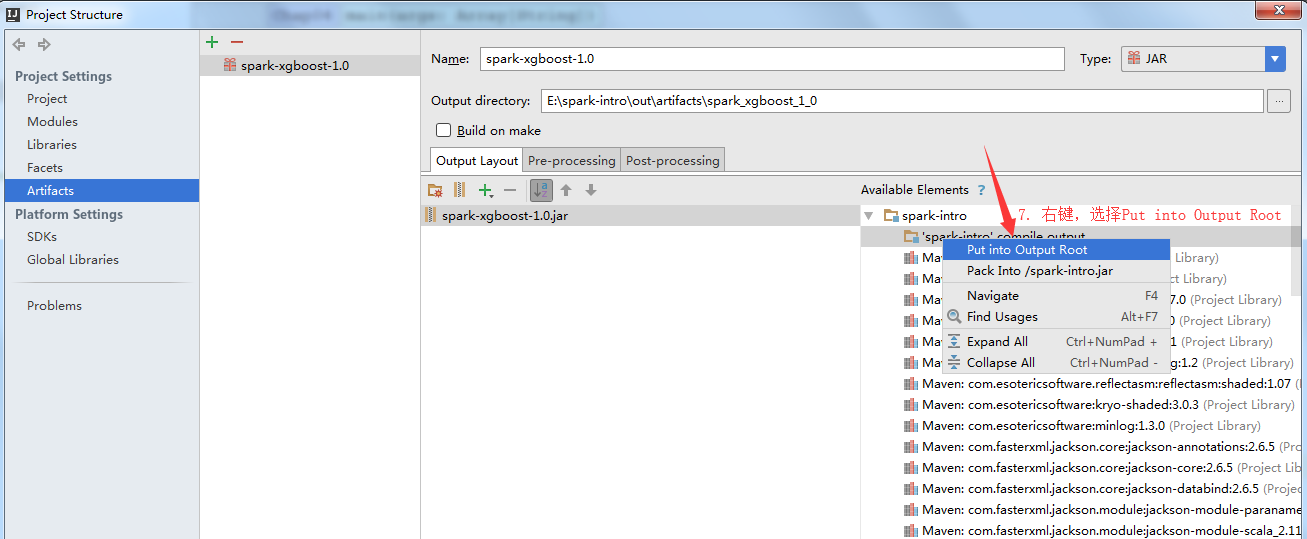 Project Structure
Project Settings
Project
Modules
Libraries
Facets
Artifacts
Platform Settings
SDKs
Global Libraries
Problems
spark-xgboost-1.0
Name: spark-xgboost-1.0 Type: JAR
Output directory: E:\spark-intro\out\artifacts\spark_xgboost_1_0 ...
Build on make
Output Layout Pre-processing Post-processing
spark-xgboost-1.0.jar
Available Elements ?
spark-intro
7. 右键，选择Put into Output Root
'spark-intro' compile output
Put into Output Root
Pack Into /spark-intro.jar
Navigate F4
Find Usages Alt+F7
Expand All Ctrl+NumPad +
Collapse All Ctrl+NumPad -
Library)
(Project Library)
7.0 (Project Library)
0 (Project Library)
1 (Project Library)
g:1.2 (Project Library)
Maven: com.esotericsoftware.reflectasm:reflectasm:shaded:1.07
Maven: com.esotericsoftware:kryo-shaded:3.0.3 (Project Library)
Maven: com.esotericsoftware:minlog:1.3.0 (Project Library)
Maven: com.fasterxml.jackson.core:jackson-annotations:2.6.5 (Pro
Maven: com.fasterxml.jackson.core:jackson-core:2.6.5 (Project Lib
Maven: com.fasterxml.jackson.core:jackson-databind:2.6.5 (Project
Maven: com.fasterxml.jackson.module:jackson-module-paraname
Maven: com.fasterxml.jackson.module:jackson-module-scala_2.11